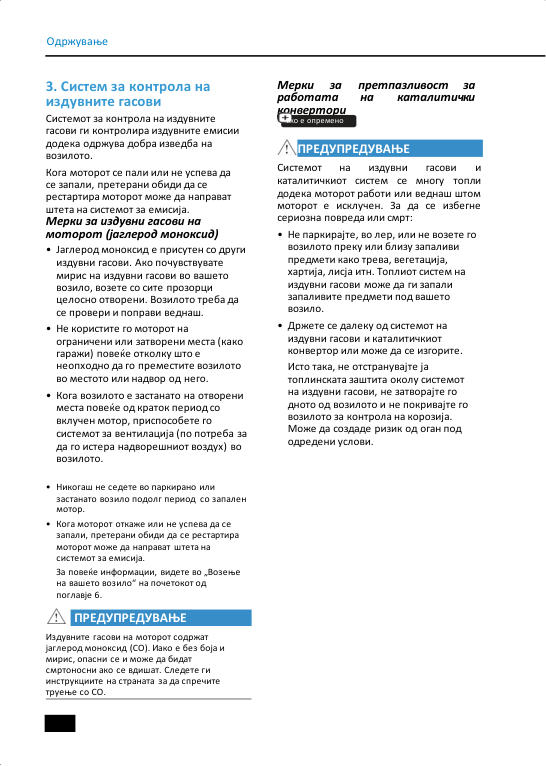 Одржување
3. Систем за контрола на
издувните гасови
Системот за контрола на издувните
гасови ги контролира издувните емисии
додека одржува добра изведба на
возилото.
Кога моторот се пали или не успева да
се запали, претерани обиди да се
рестартира моторот може да направат
штета на системот за емисија.
Мерки за издувни гасови на
моторот (јаглерод моноксид)
• Јаглерод моноксид е присутен со други
издувни гасови. Ако почувствувате
мирис на издувни гасови во вашето
возило, возете со сите прозорци
целосно отворени. Возилото треба да
се провери и поправи веднаш.
• Не користите го моторот на
ограничени или затворени места (како
гаражи) повеќе отколку што е
неопходно да го преместите возилото
во местото или надвор од него.
• Кога возилото е застанато на отворени
места повеќе од краток период со
вклучен мотор, приспособете го
системот за вентилација (по потреба за
да го истера надворешниот воздух) во
возилото.
• Никогаш не седете во паркирано или
застанато возило подолг период со запален
мотор.
• Кога моторот откаже или не успева да се
запали, претерани обиди да се рестартира
моторот може да направат штета на
системот за емисија.
За повеќе информации, видете во „Возење
на вашето возило“ на почетокот од
поглавје 6.
ПРЕДУПРЕДУВАЊЕ
Издувните гасови на моторот содржат
јаглерод моноксид (CO). Иако е без боја и
мирис, опасни се и може да бидат
смртоносни ако се вдишат. Следете ги
инструкциите на страната за да спречите
труење со CO.
Мерки за претпазливост за
работата на каталитички
конвертори
ко е опремено
ПРЕДУПРЕДУВАЊЕ
Системот на издувни гасови и
каталитичкиот систем се многу топли
додека моторот работи или веднаш штом
моторот е исклучен. За да се избегне
сериозна повреда или смрт:
• Не паркирајте, во лер, или не возете го
возилото преку или близу запаливи
предмети како трева, вегетација,
хартија, лисја итн. Топлиот систем на
издувни гасови може да ги запали
запаливите предмети под вашето
возило.
• Држете се далеку од системот на
издувни гасови и каталитичкиот
конвертор или може да се изгорите.
Исто така, не отстранувајте ја
топлинската заштита околу системот
на издувни гасови, не затворајте го
дното од возилото и не покривајте го
возилото за контрола на корозија.
Може да создаде ризик од оган под
одредени услови.